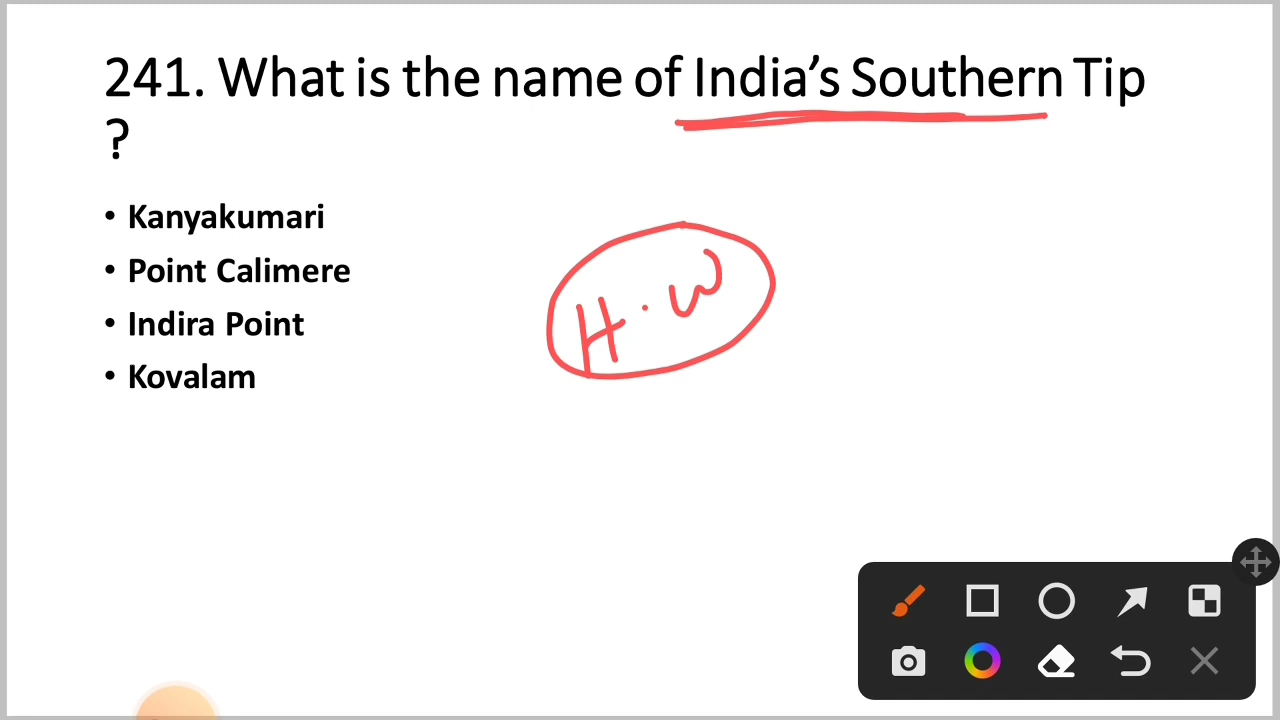 241. What is the name of India's Southern Tip
?
• Kanyakumari
• Point Calimere
• Indira Point
• Kovalam
H.W